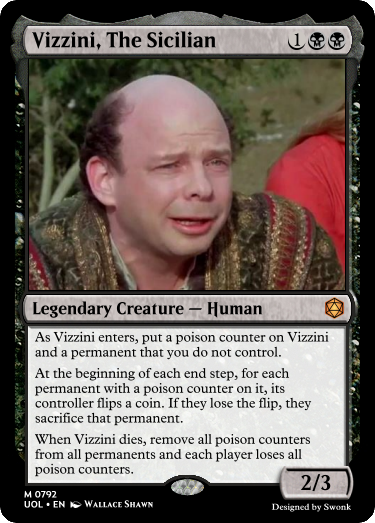 Vizzini, The Sicilian 1
Legendary Creature — Human
As Vizzini enters, put a poison counter on Vizzini
and a permanent that you do not control.
At the beginning of each end step, for each
permanent with a poison counter on it, its
controller flips a coin. If they lose the flip, they
sacrifice that permanent.
When Vizzini dies, remove all poison counters
from all permanents and each player loses all
poison counters.
2/3
M 0792
UOL • EN Wallace Shawn
Designed by Swonk